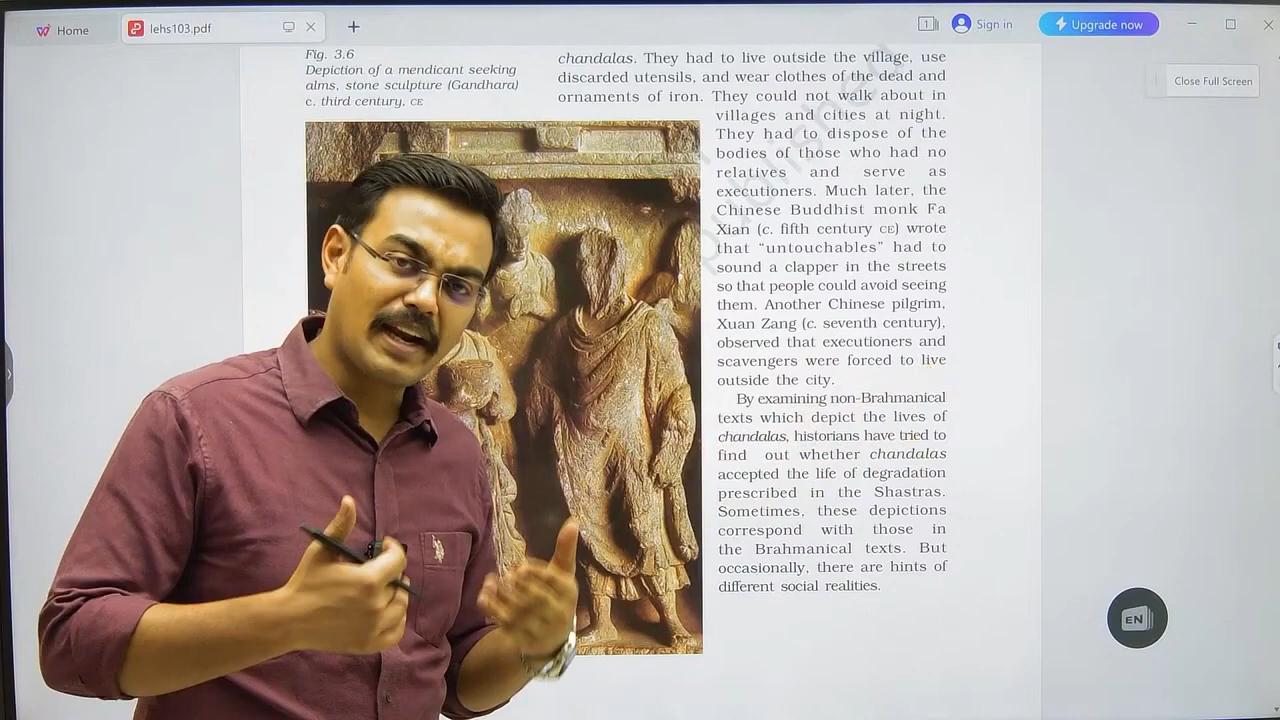 Home
lehs103.pdf
1
Sign in
Upgrade now
Close Full Screen
Fig. 3.6
Depiction of a mendicant seeking
alms, stone sculpture (Gandhara)
c. third century, CE
chandalas. They had to live outside the village, use
discarded utensils, and wear clothes of the dead and
ornaments of iron. They could not walk about in
villages and cities at night.
They had to dispose of the
bodies of those who had no
relatives and serve as
executioners. Much later, the
Chinese Buddhist monk Fa
Xian (c. fifth century CE) wrote
that “untouchables” had to
sound a clapper in the streets
so that people could avoid seeing
them. Another Chinese pilgrim,
Xuan Zang (c. seventh century),
observed that executioners and
scavengers were forced to live
outside the city.
By examining non-Brahmanical
texts which depict the lives of
chandalas, historians have tried to
find out whether chandalas
accepted the life of degradation
prescribed in the Shastras.
Sometimes, these depictions
correspond with those in
the Brahmanical texts. But
occasionally, there are hints of
different social realities.
EN